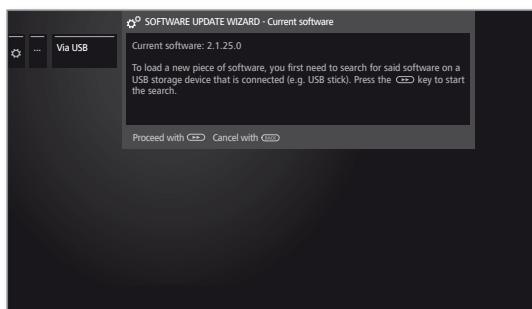 SOFTWARE UPDATE WIZARD - Current software
... Via USB
Current software: 2.1.25.0
To load a new piece of software, you first need to search for said software on a
USB storage device that is connected (e.g. USB stick). Press the ▶▶ key to start
the search.
Proceed with ▶▶ Cancel with BACK